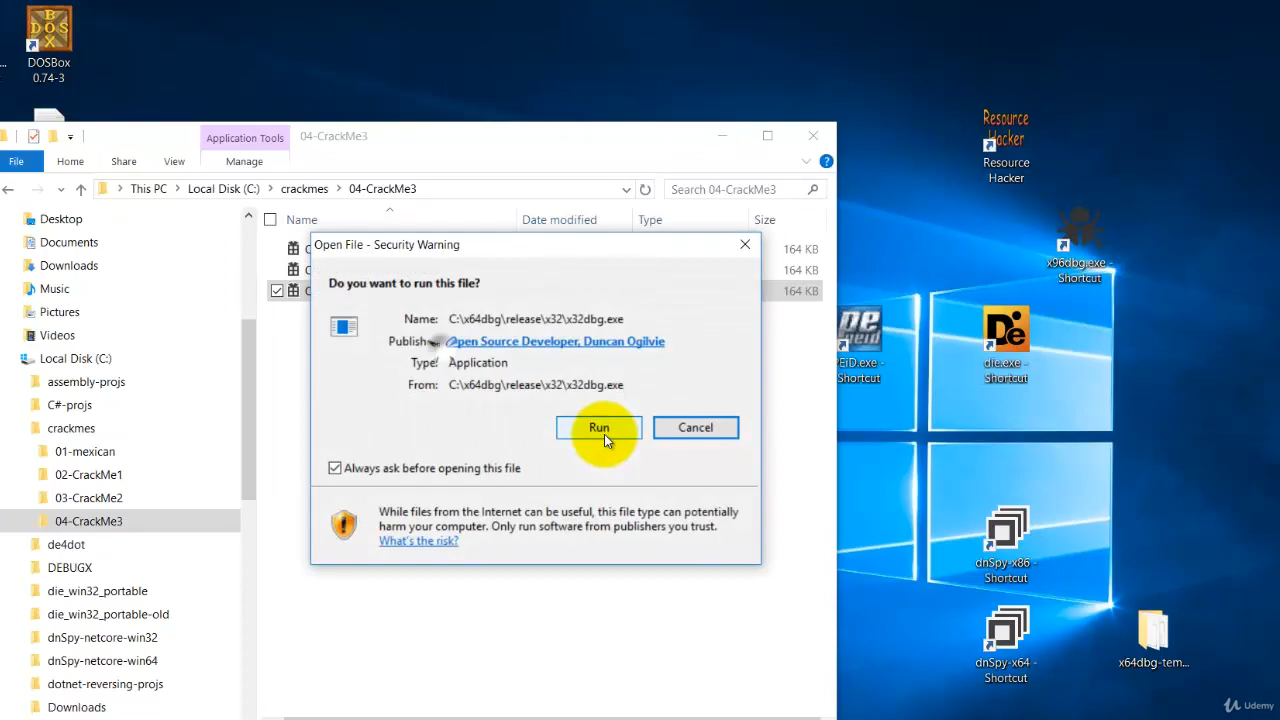 DOSBox
0.74-3
Application Tools
04-CrackMe3
File
Home
Share
View
Manage
This PC
Local Disk (C:)
crackmes
04-CrackMe3
Search 04-CrackMe3
Name
Date modified
Type
Size
Desktop
Documents
Downloads
Music
Pictures
Videos
Local Disk (C:)
assembly-projs
C#-projs
crackmes
01-mexican
02-CrackMe1
03-CrackMe2
04-CrackMe3
de4dot
DEBUGX
die_win32_portable
die_win32_portable-old
dnSpy-netcore-win32
dnSpy-netcore-win64
dotnet-reversing-projs
Downloads
164 KB
164 KB
164 KB
Open File - Security Warning
Do you want to run this file?
Name: C:\x64dbg\release\x32\x32dbg.exe
Open Source Developer, Duncan Ogilvie
Type: Application
From: C:\x64dbg\release\x32\x32dbg.exe
Run
Cancel
Always ask before opening this file
While files from the Internet can be useful, this file type can potentially
harm your computer. Only run software from publishers you trust.
What's the risk?
Resource
Hacker
Resource
Hacker
x96dbg.exe -
Shortcut
PEiD.exe -
Shortcut
die.exe -
Shortcut
dnSpy-x86 -
Shortcut
dnSpy-x64 -
Shortcut
x64dbg-tem...
Udemy